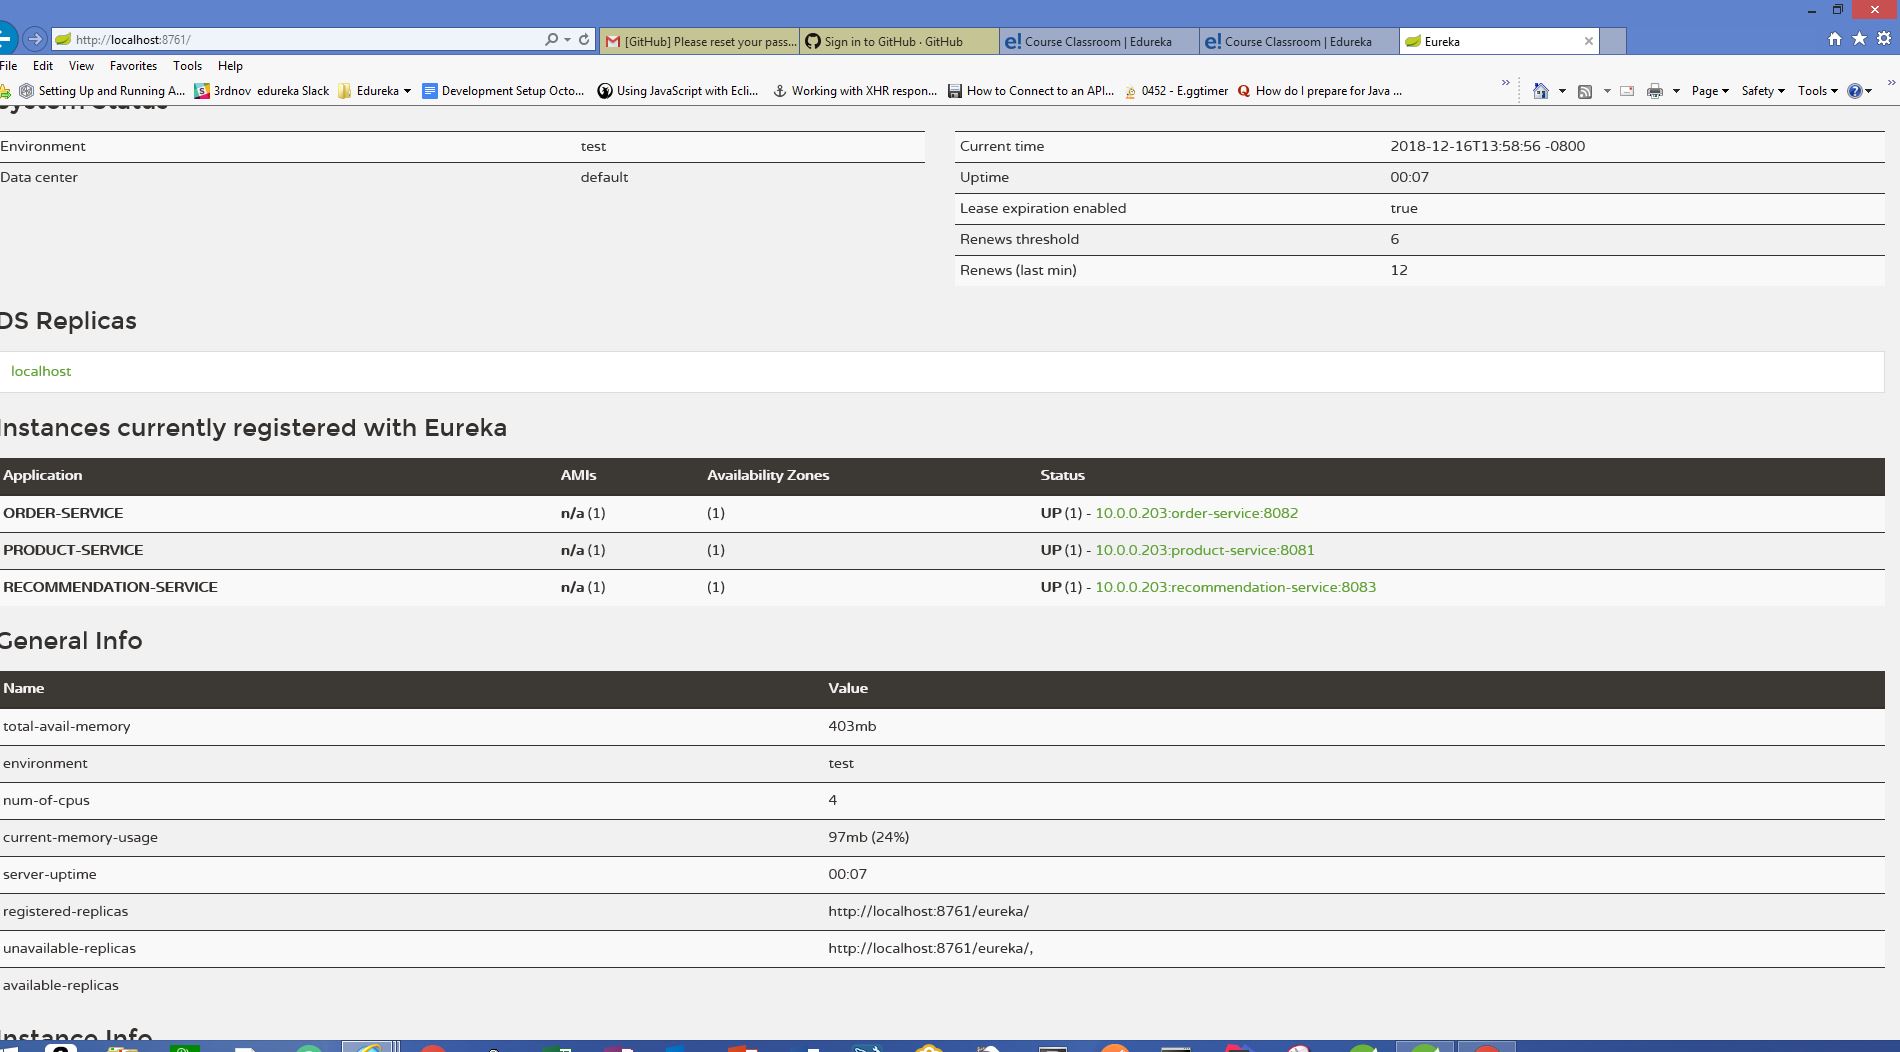 http://localhost:8761/
[GitHub] Please reset your pass...
Sign in to GitHub · GitHub
Course Classroom | Edureka
Course Classroom | Edureka
Eureka
File Edit View Favorites Tools Help
Setting Up and Running A... 3rdnov edureka Slack Edureka Development Setup Octo... Using JavaScript with Ecli... Working with XHR respon... How to Connect to an API... 0452 - E.ggtimer How do I prepare for Java ... Page Safety Tools
System Status
Environment test
Data center default
Current time 2018-12-16T13:58:56 -0800
Uptime 00:07
Lease expiration enabled true
Renews threshold 6
Renews (last min) 12
DS Replicas
localhost
Instances currently registered with Eureka
Application AMIs Availability Zones Status
ORDER-SERVICE n/a (1) (1) UP (1) - 10.0.0.203:order-service:8082
PRODUCT-SERVICE n/a (1) (1) UP (1) - 10.0.0.203:product-service:8081
RECOMMENDATION-SERVICE n/a (1) (1) UP (1) - 10.0.0.203:recommendation-service:8083
General Info
Name Value
total-avail-memory 403mb
environment test
num-of-cpus 4
current-memory-usage 97mb (24%)
server-uptime 00:07
registered-replicas http://localhost:8761/eureka/
unavailable-replicas http://localhost:8761/eureka/,
available-replicas
Instance Info